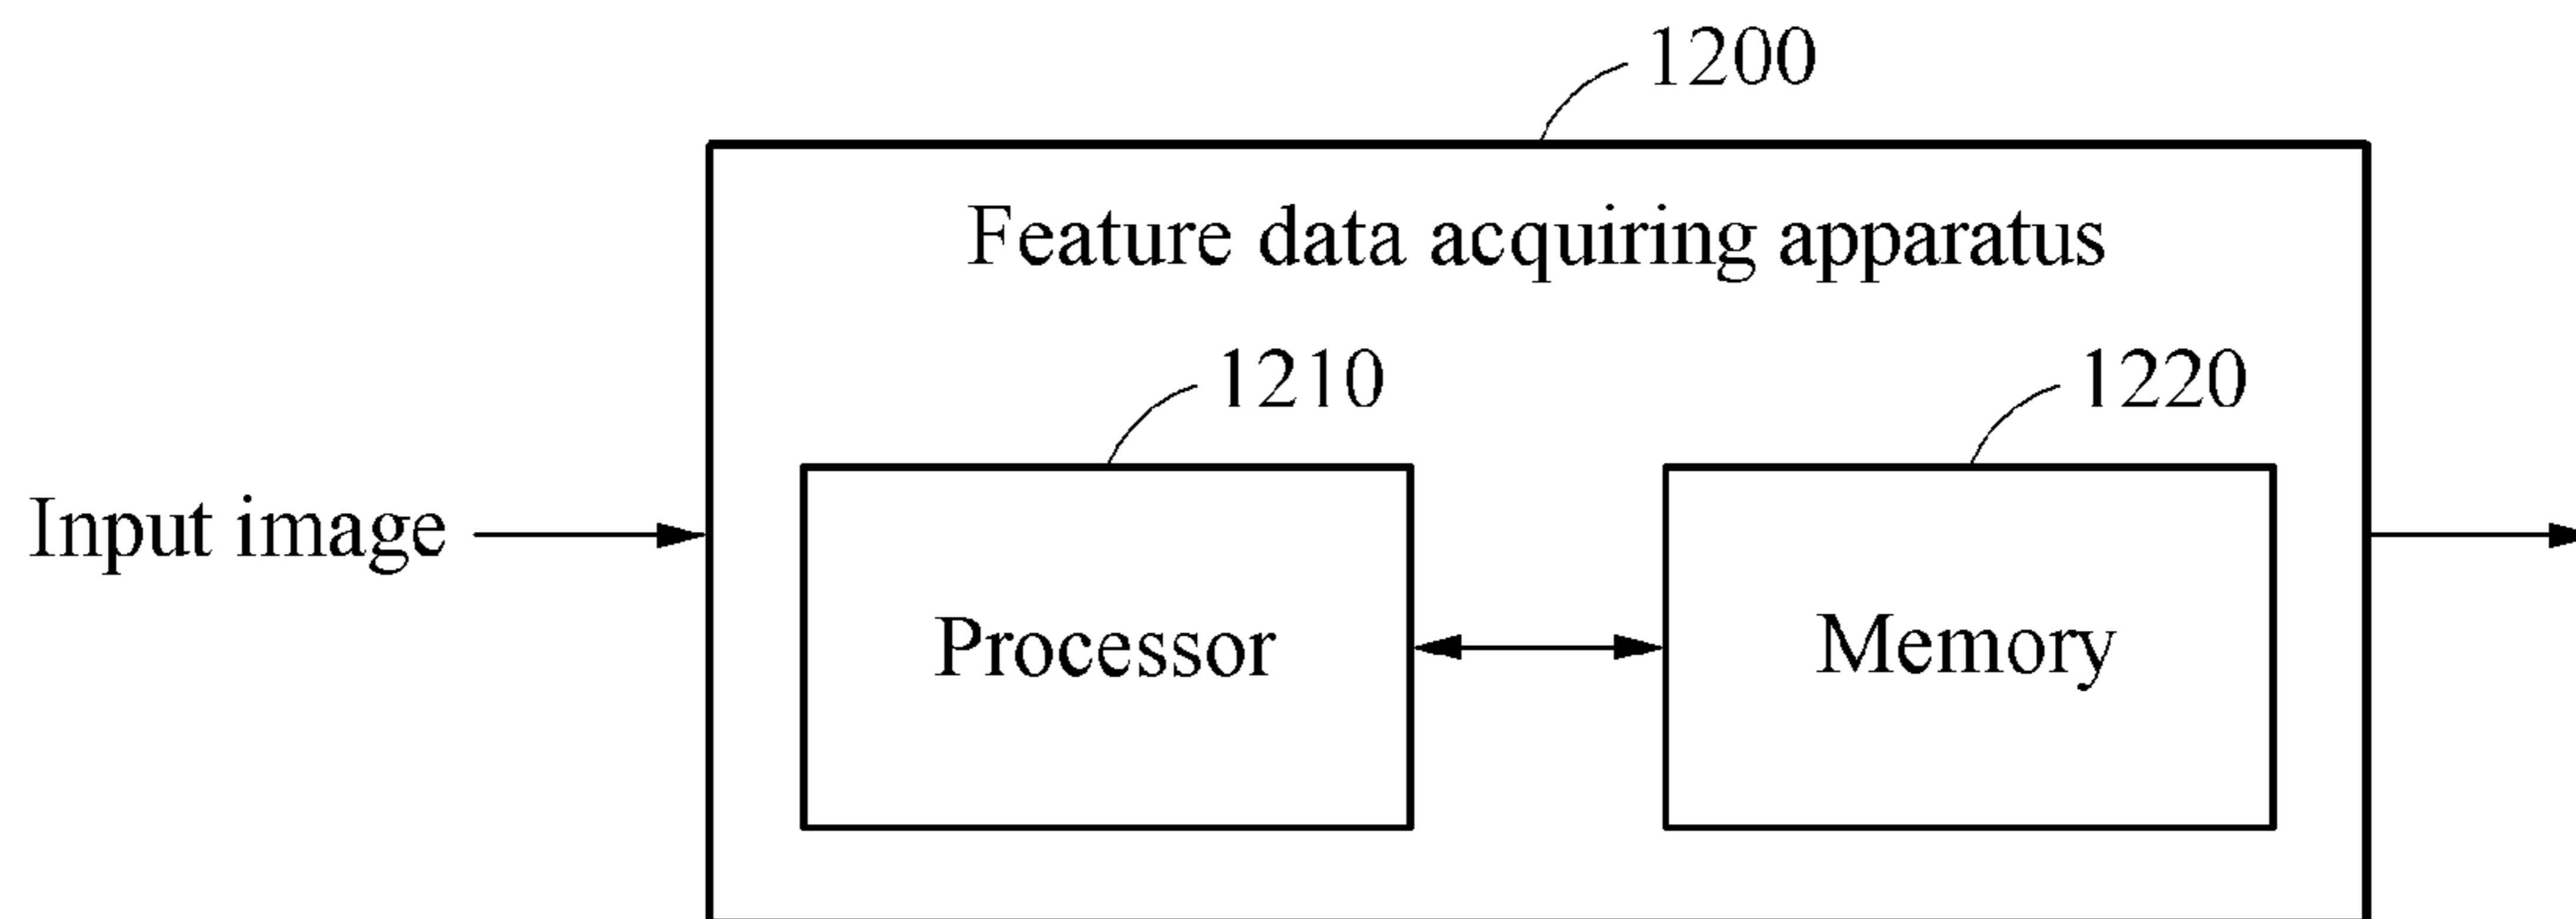 1200
Feature data acquiring apparatus
1210
1220
Input image
Processor
Memory